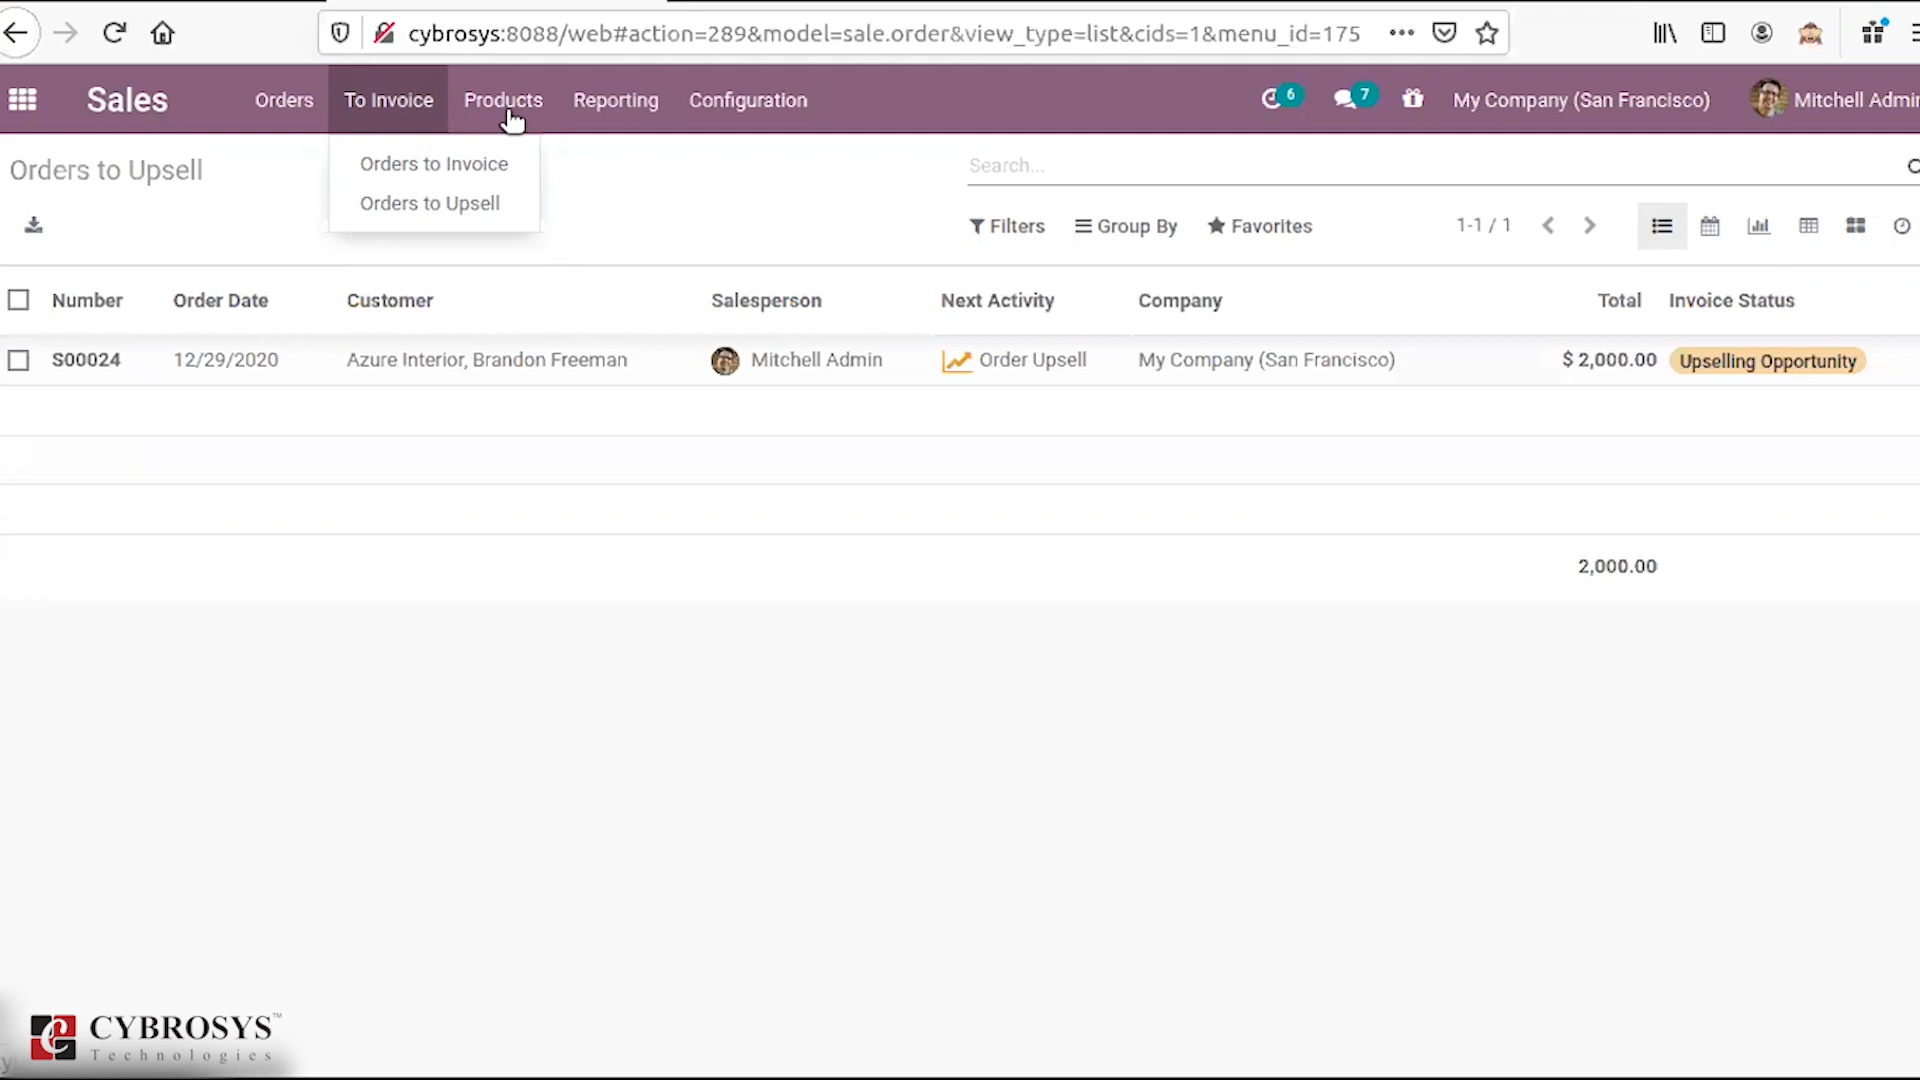 cybrosys:8088/web#action=289&model=sale.order&view_type=list&cids=1&menu_id=175
Sales Orders To Invoice Products Reporting Configuration 6 7 My Company (San Francisco) Mitchell Admin
Orders to Upsell
Orders to Invoice
Orders to Upsell
Search...
Filters Group By Favorites 1-1 / 1
Number Order Date Customer Salesperson Next Activity Company Total Invoice Status
S00024 12/29/2020 Azure Interior, Brandon Freeman Mitchell Admin Order Upsell My Company (San Francisco) $ 2,000.00 Upselling Opportunity
2,000.00
CYBROSYS™
Technologies